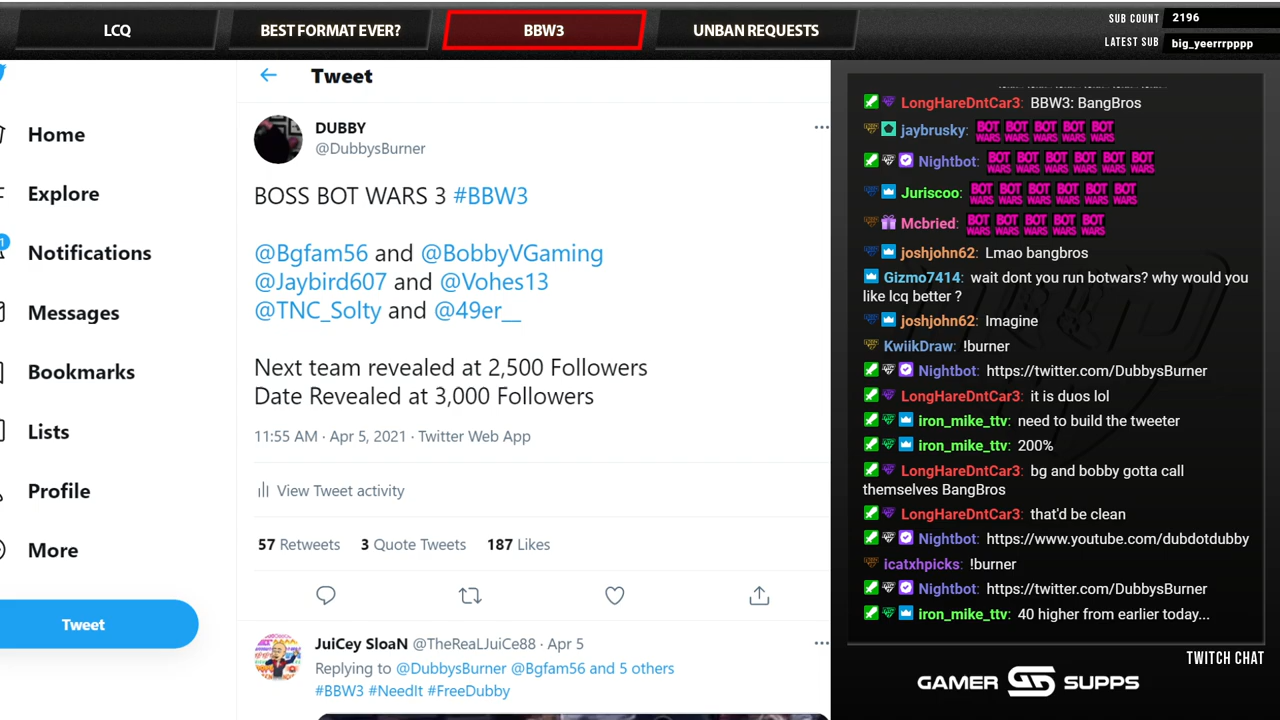 LCQ
BEST FORMAT EVER?
BBW3
UNBAN REQUESTS
SUB COUNT 2196
LATEST SUB big_yeerrrpppp
Home
Explore
1
Notifications
Messages
Bookmarks
Lists
Profile
More
Tweet
Tweet
DUBBY
@DubbysBurner
BOSS BOT WARS 3 #BBW3
@Bgfam56 and @BobbyVGaming
@Jaybird607 and @Vohes13
@TNC_Solty and @49er__
Next team revealed at 2,500 Followers
Date Revealed at 3,000 Followers
11:55 AM · Apr 5, 2021 · Twitter Web App
View Tweet activity
57 Retweets 3 Quote Tweets 187 Likes
JuiCey SloaN @TheReaLJuiCe88 · Apr 5
Replying to @DubbysBurner @Bgfam56 and 5 others
#BBW3 #NeedIt #FreeDubby
LongHareDntCar3: BBW3: BangBros
jaybrusky: BOT WARS BOT WARS BOT WARS BOT WARS BOT WARS
Nightbot: BOT WARS BOT WARS BOT WARS BOT WARS BOT WARS BOT WARS
Juriscoo: BOT WARS BOT WARS BOT WARS BOT WARS BOT WARS BOT WARS
Mcbried: BOT WARS BOT WARS BOT WARS BOT WARS BOT WARS
joshjohn62: Lmao bangbros
Gizmo7414: wait dont you run botwars? why would you
like lcq better ?
joshjohn62: Imagine
KwiikDraw: !burner
Nightbot: https://twitter.com/DubbysBurner
LongHareDntCar3: it is duos lol
iron_mike_ttv: need to build the tweeter
iron_mike_ttv: 200%
LongHareDntCar3: bg and bobby gotta call
themselves BangBros
LongHareDntCar3: that'd be clean
Nightbot: https://www.youtube.com/dubdotdubby
icatxhpicks: !burner
Nightbot: https://twitter.com/DubbysBurner
iron_mike_ttv: 40 higher from earlier today...
TWITCH CHAT
GAMER SUPPS